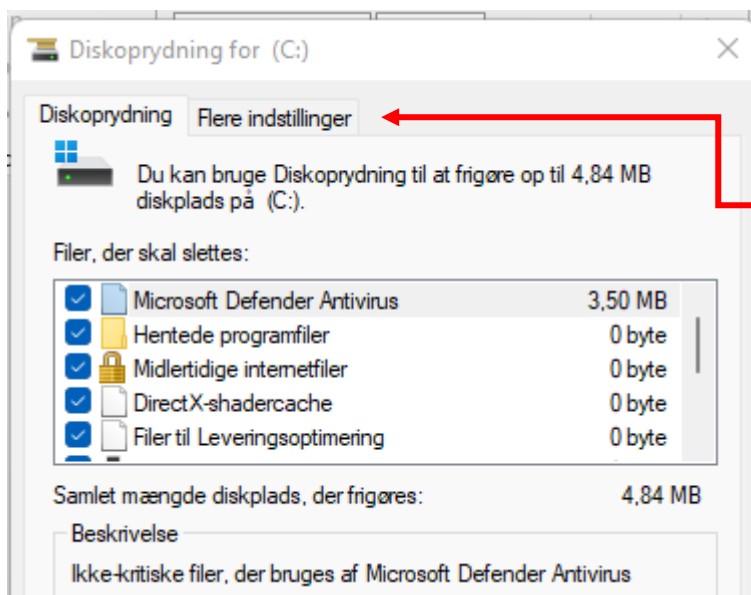 Diskoprydning for (C:)
Diskoprydning Flere indstillinger
Du kan bruge Diskoprydning til at frigøre op til 4,84 MB
diskplads på (C:).
Filer, der skal slettes:
Microsoft Defender Antivirus 3,50 MB
Hentede programfiler 0 byte
Midlertidige internetfiler 0 byte
DirectX-shadercache 0 byte
Filer til Leveringsoptimering 0 byte
Samlet mængde diskplads, der frigøres: 4,84 MB
Beskrivelse
Ikke-kritiske filer, der bruges af Microsoft Defender Antivirus